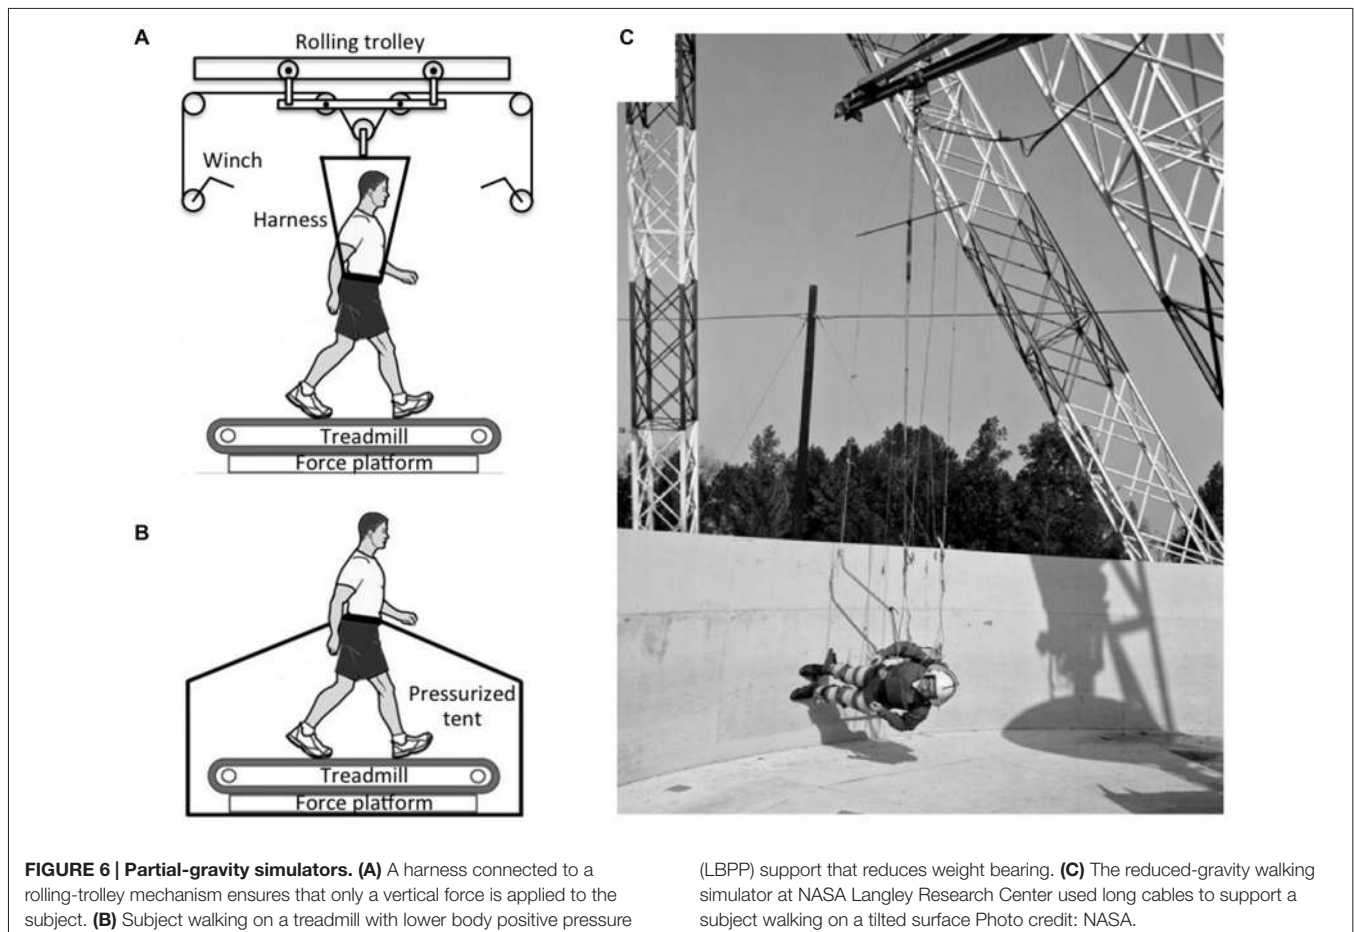 A
Rolling trolley
Winch
Harness
Treadmill
Force platform
B
Pressurized
tent
Treadmill
Force platform
C
FIGURE 6 | Partial-gravity simulators. (A) A harness connected to a
rolling-trolley mechanism ensures that only a vertical force is applied to the
subject. (B) Subject walking on a treadmill with lower body positive pressure
(LBPP) support that reduces weight bearing. (C) The reduced-gravity walking
simulator at NASA Langley Research Center used long cables to support a
subject walking on a tilted surface Photo credit: NASA.